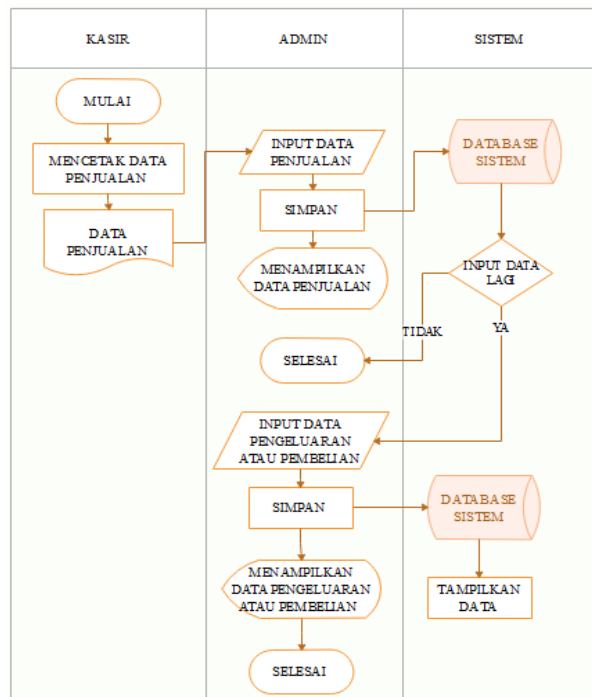 KASIR
ADMIN
SISTEM
MULAI
MENCETAK DATA
PENJUALAN
DATA
PENJUALAN
INPUT DATA
PENJUALAN
SIMPAN
MENAMPILKAN
DATA PENJUALAN
DATABASE
SISTEM
INPUT DATA
LAGI
TIDAK
YA
SELESAI
INPUT DATA
PENGELUARAN
ATAU PEMBELIAN
SIMPAN
DATABASE
SISTEM
MENAMPILKAN
DATA PENGELUARAN
ATAU PEMBELIAN
TAMPILKAN
DATA
SELESAI